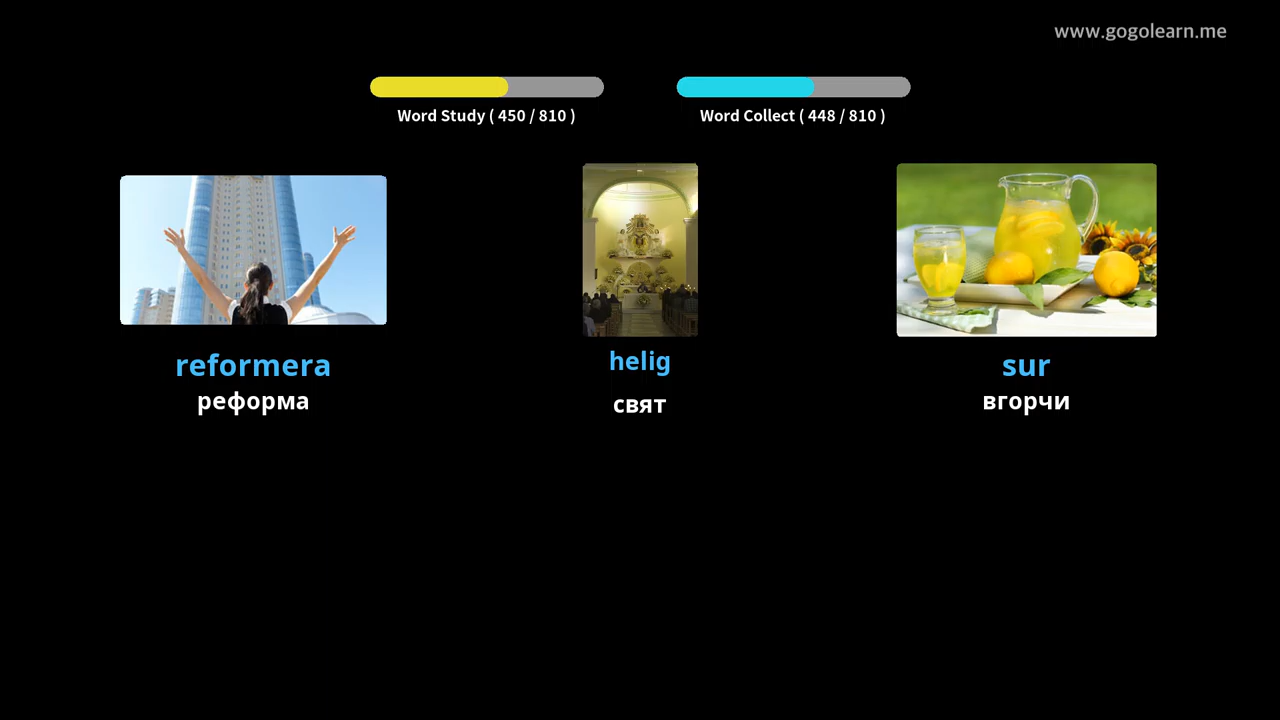 www.gogolearn.me
Word Study ( 450 / 810 )
Word Collect ( 448 / 810 )
reformera
реформа
helig
свят
sur
вгорчи